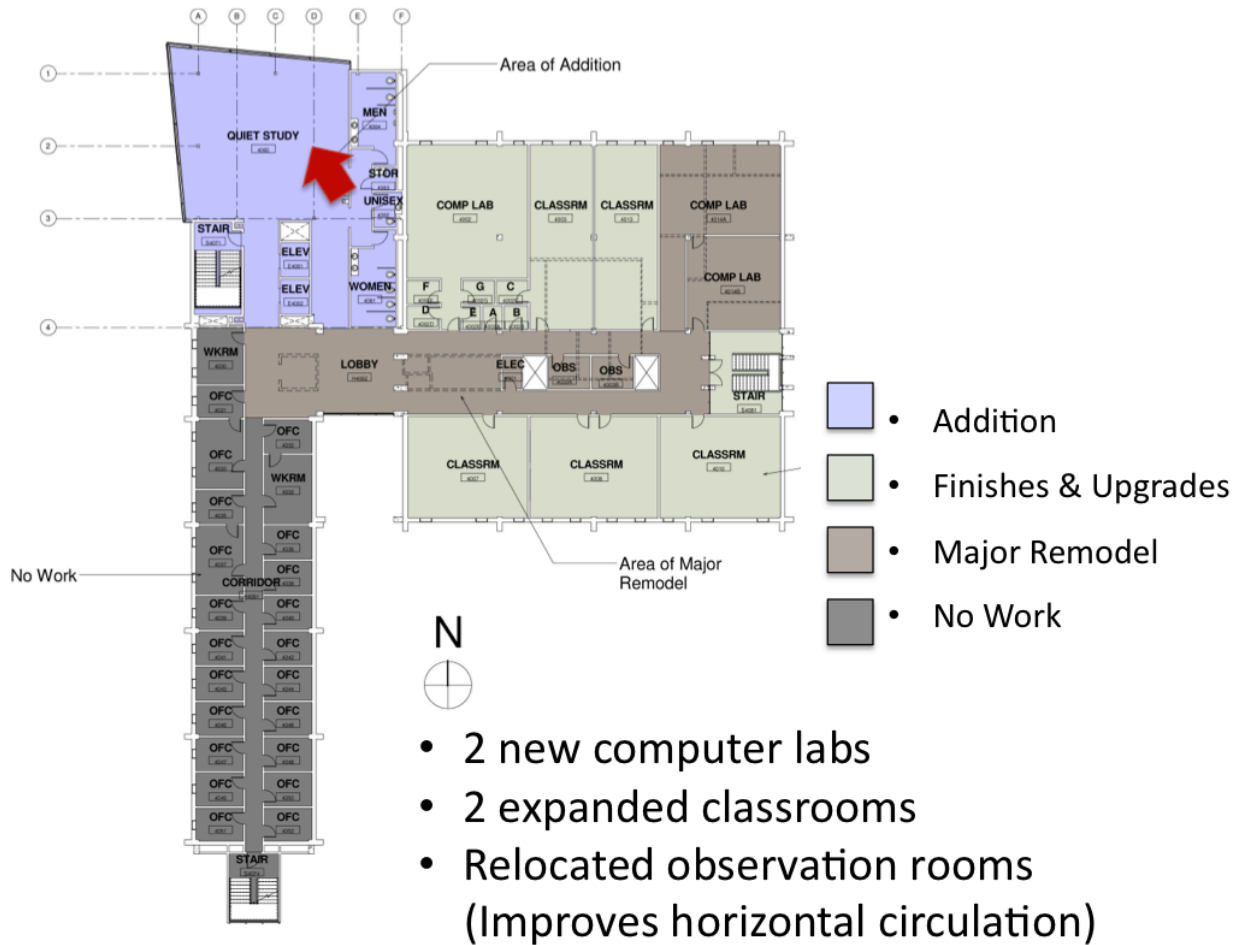 A B C D E F
1
Area of Addition
MEN
QUIET STUDY
2
STOR
UNISEX
COMP LAB CLASSRM CLASSRM COMP LAB
3
STAIR
ELEV
COMP LAB
ELEV
WOMEN
F G C
D E A B
4
WKRM
LOBBY
ELEC OBS OBS
OFC
STAIR
• Addition
OFC
OFC
CLASSRM CLASSRM CLASSRM
WKRM
• Finishes & Upgrades
OFC
OFC
OFC
• Major Remodel
Area of Major
Remodel
No Work
OFC
CORRIDOR
OFC OFC
• No Work
N
OFC OFC
OFC OFC
OFC OFC
OFC OFC
OFC OFC
OFC OFC
STAIR
• 2 new computer labs
• 2 expanded classrooms
• Relocated observation rooms
(Improves horizontal circulation)